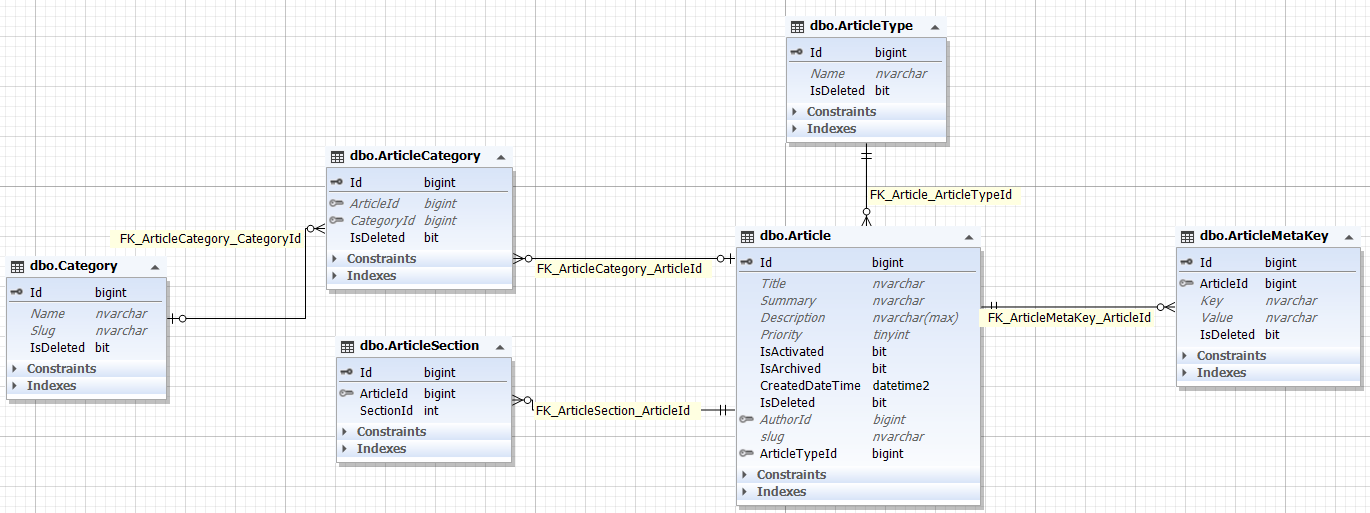 dbo.ArticleType
Id bigint
Name nvarchar
IsDeleted bit
Constraints
Indexes
FK_Article_ArticleTypeId
dbo.ArticleCategory
Id bigint
ArticleId bigint
CategoryId bigint
IsDeleted bit
Constraints
Indexes
FK_ArticleCategory_CategoryId
FK_ArticleCategory_ArticleId
dbo.Category
Id bigint
Name nvarchar
Slug nvarchar
IsDeleted bit
Constraints
Indexes
dbo.ArticleSection
Id bigint
ArticleId bigint
SectionId int
Constraints
Indexes
FK_ArticleSection_ArticleId
dbo.Article
Id bigint
Title nvarchar
Summary nvarchar
Description nvarchar(max)
Priority tinyint
IsActivated bit
IsArchived bit
CreatedDateTime datetime2
IsDeleted bit
AuthorId bigint
slug nvarchar
ArticleTypeId bigint
Constraints
Indexes
FK_ArticleMetaKey_ArticleId
dbo.ArticleMetaKey
Id bigint
ArticleId bigint
Key nvarchar
Value nvarchar
IsDeleted bit
Constraints
Indexes